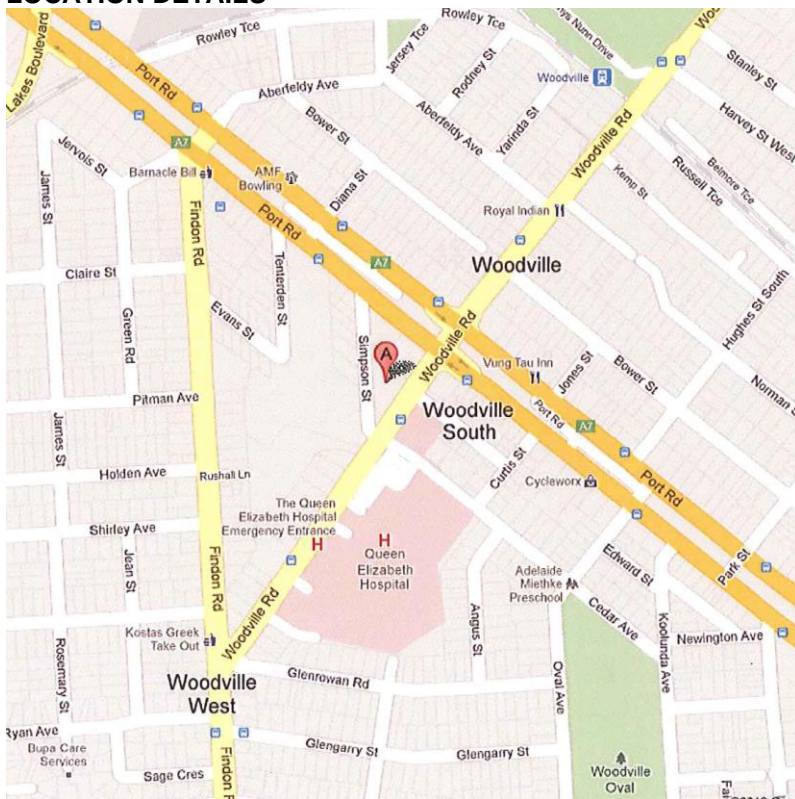 LOCATION DETAILS
Rowley Tce
Rowley Tce
Lakes Boulevard
Port Rd
Aberfeldy Ave
Jersey Tce
Rodney St
Woodville
Stanley St
Harvey St West
Yarinda St
Aberfeldy Ave
Bower St
Woodville Rd
Russell Tce
Belmore Tce
Kemp St
A7
Jervois St
Barnacle Bill
AMF
Bowling
Diana St
James St
Port Rd
Royal Indian
Findon Rd
Claire St
Tenterden St
A7
Woodville
Green Rd
Evans St
Simpson St
A
Woodville Rd
Vung Tau Inn
Jones St
Bower St
Hughes St South
Pitman Ave
Woodville
South
Port Rd
A7
James St
Curtis St
Holden Ave
Rushall Ln
Cycleworx
Port Rd
The Queen
Elizabeth Hospital
Emergency Entrance
H
H
Queen
Elizabeth
Hospital
Shirley Ave
Jean St
Findon Rd
Edward St
Park St
Adelaide
Miethke
Preschool
Cedar Ave
Angus St
Kostas Greek
Take Out
Woodville Rd
Koolunda Ave
Newington Ave
Rosemary St
Glenrowan Rd
Oval Ave
Woodville
West
Ryan Ave
Bupa Care
Services
Glengarry St
Glengarry St
Sage Cres
Woodville
Oval